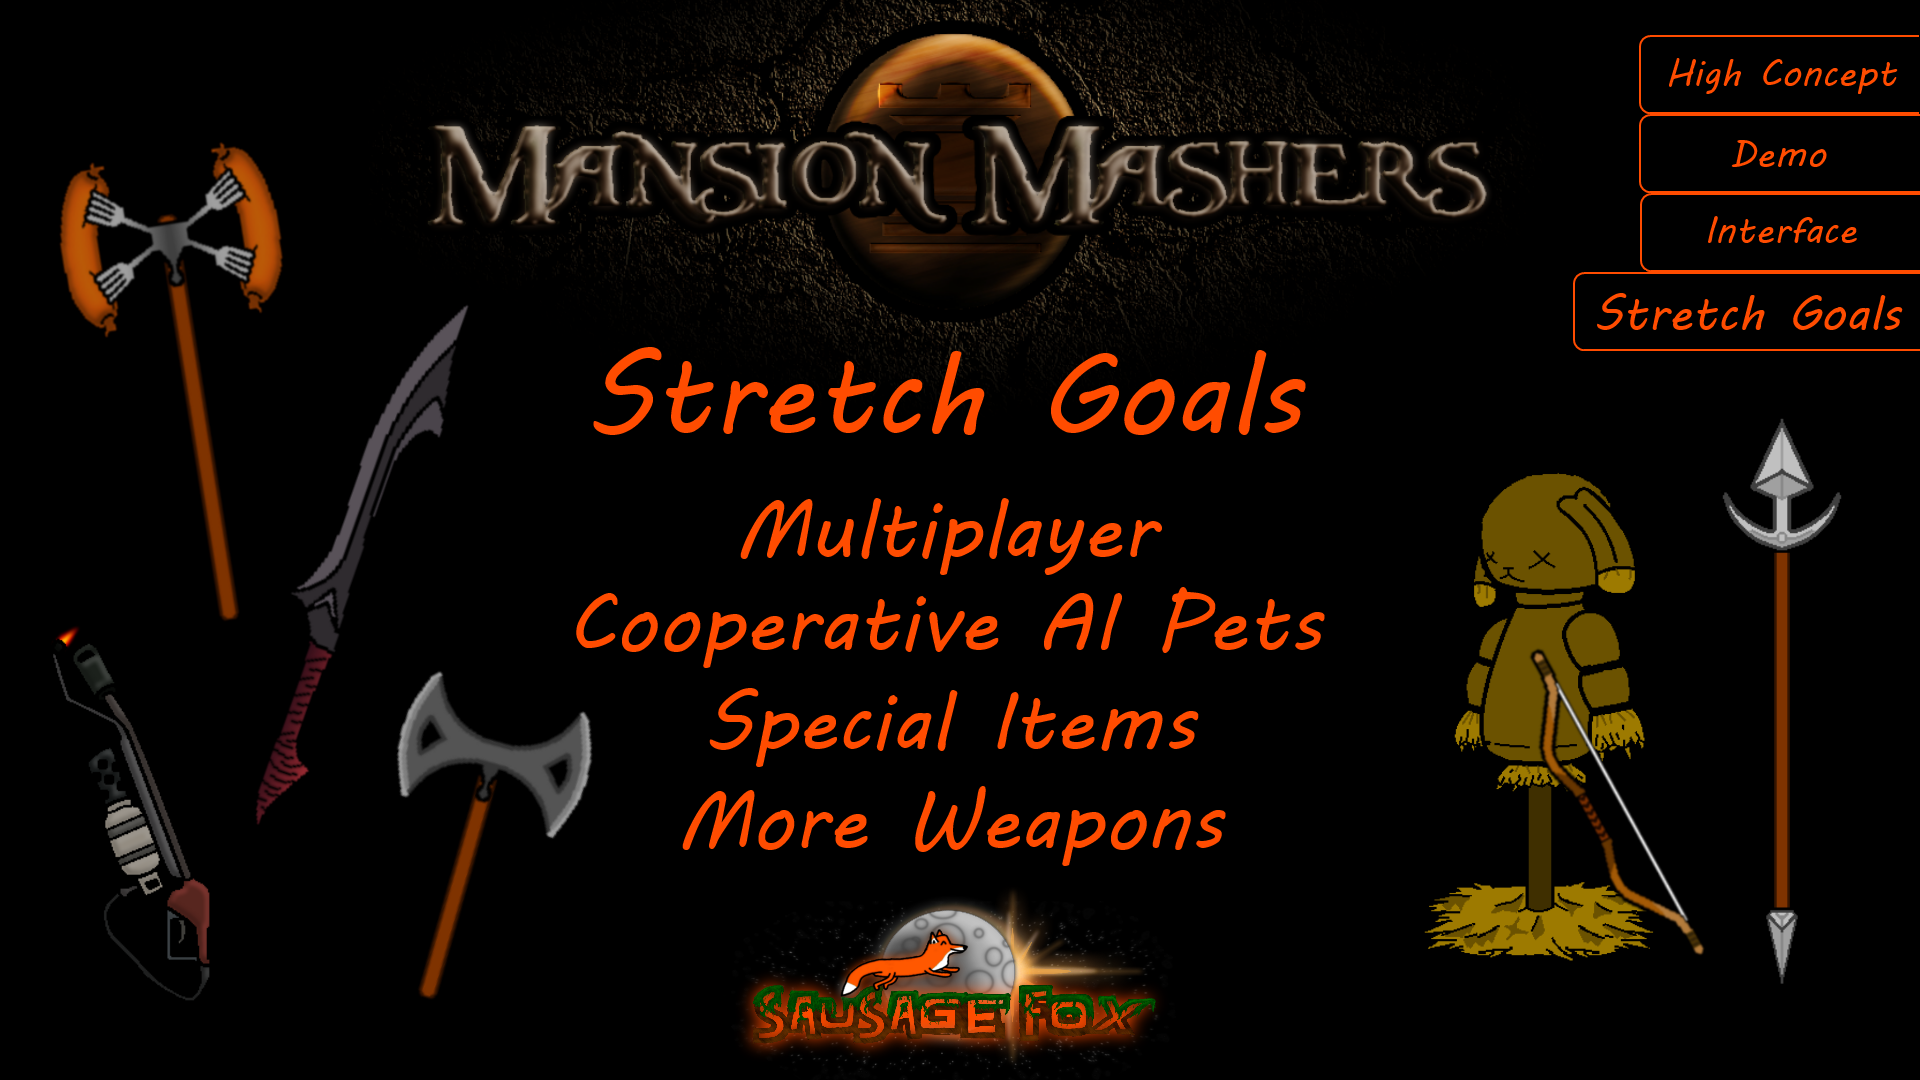 Mansion Mashers
High Concept
Demo
Interface
Stretch Goals
Stretch Goals
Multiplayer
Cooperative AI Pets
Special Items
More Weapons
Sausage Fox